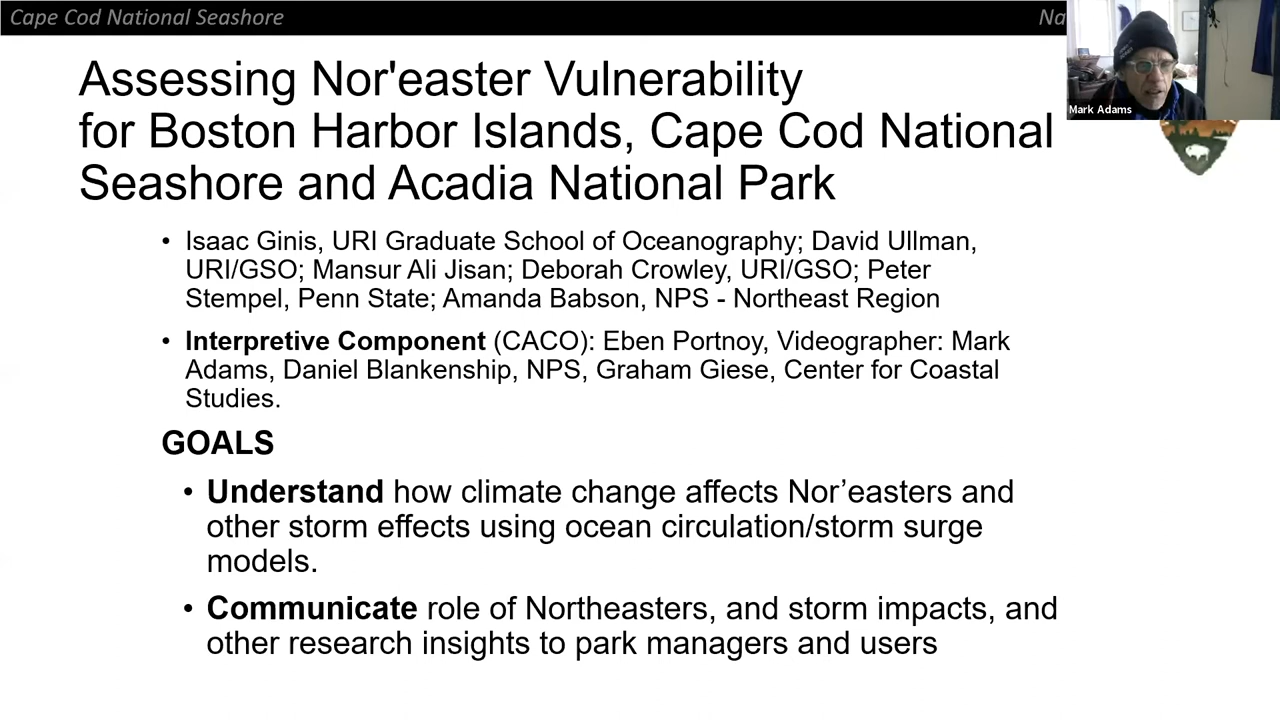 Cape Cod National Seashore
Na
Mark Adams
Assessing Nor'easter Vulnerability
for Boston Harbor Islands, Cape Cod National
Seashore and Acadia National Park
• Isaac Ginis, URI Graduate School of Oceanography; David Ullman,
URI/GSO; Mansur Ali Jisan; Deborah Crowley, URI/GSO; Peter
Stempel, Penn State; Amanda Babson, NPS - Northeast Region
• Interpretive Component (CACO): Eben Portnoy, Videographer: Mark
Adams, Daniel Blankenship, NPS, Graham Giese, Center for Coastal
Studies.
GOALS
• Understand how climate change affects Nor’easters and
other storm effects using ocean circulation/storm surge
models.
• Communicate role of Northeasters, and storm impacts, and
other research insights to park managers and users